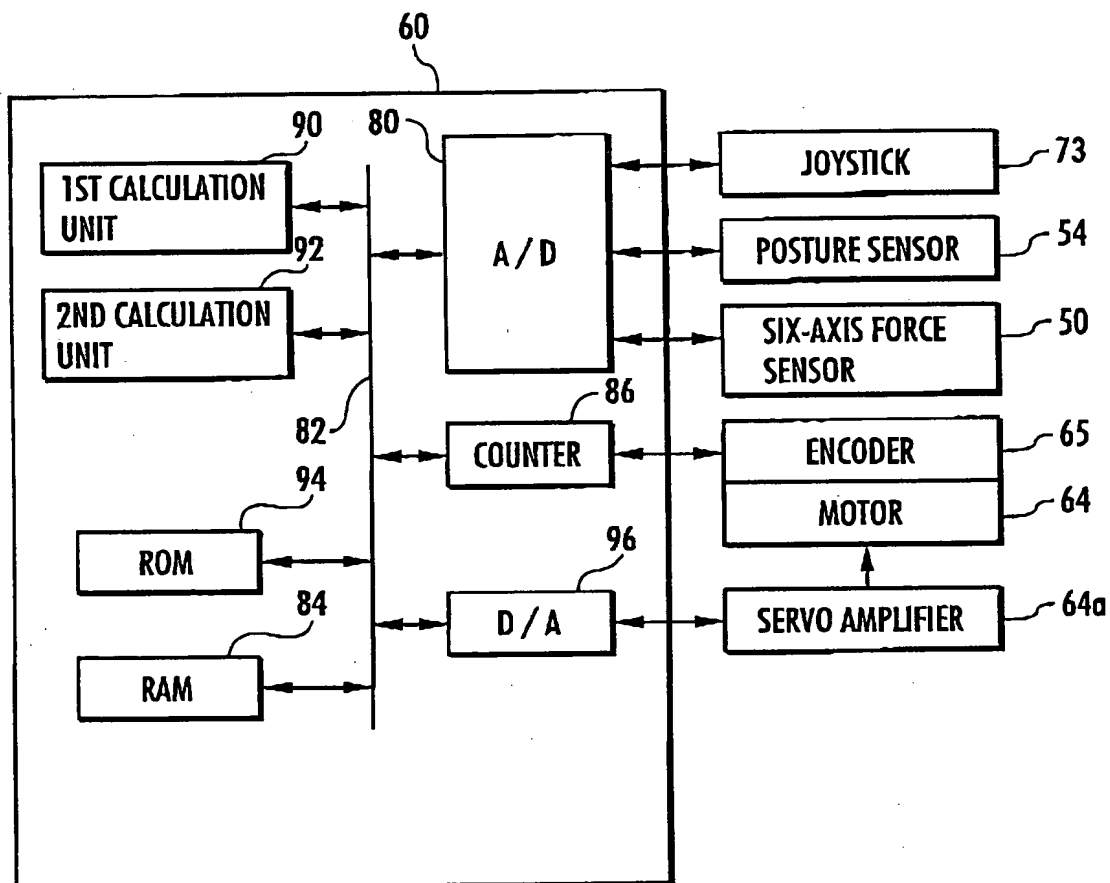 60
90
1ST CALCULATION
UNIT
92
2ND CALCULATION
UNIT
82
94
ROM
84
RAM
80
A/D
86
COUNTER
96
D/A
JOYSTICK
73
POSTURE SENSOR
54
SIX-AXIS FORCE
SENSOR
50
ENCODER
65
MOTOR
64
SERVO AMPLIFIER
64a